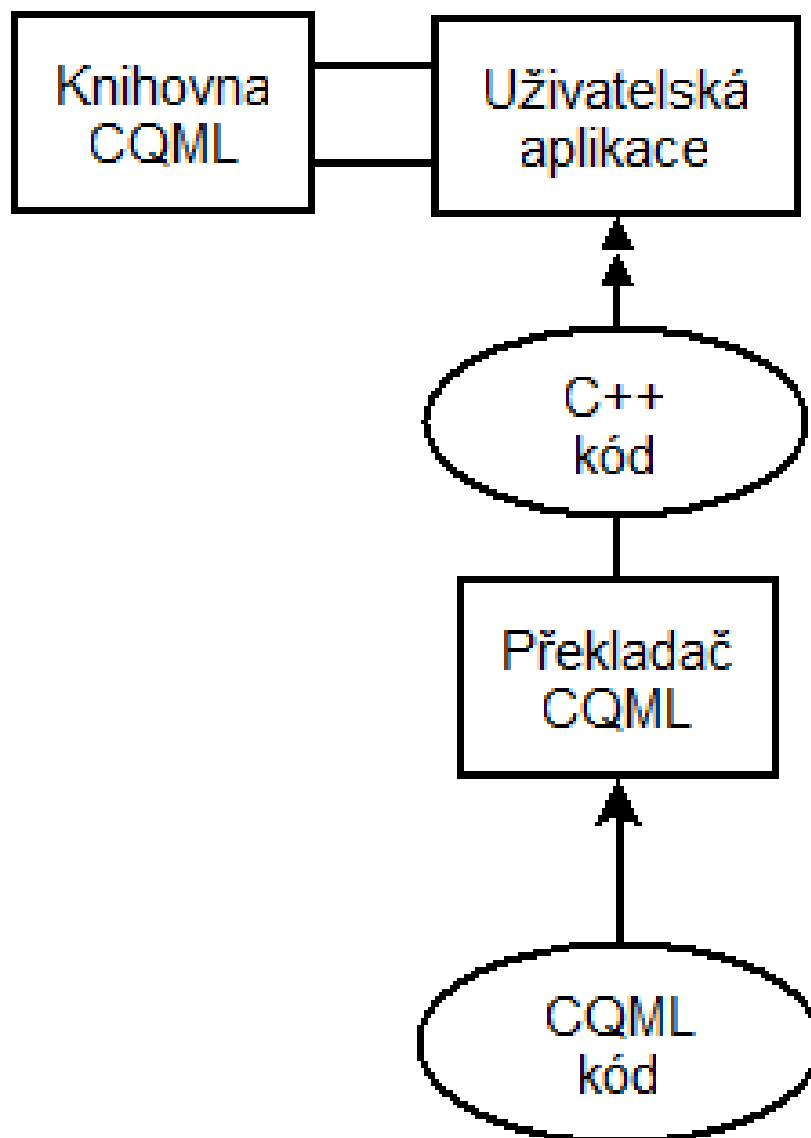 Knihovna
CQML
Uživatelská
aplikace
C++
kód
Překladač
CQML
CQML
kód